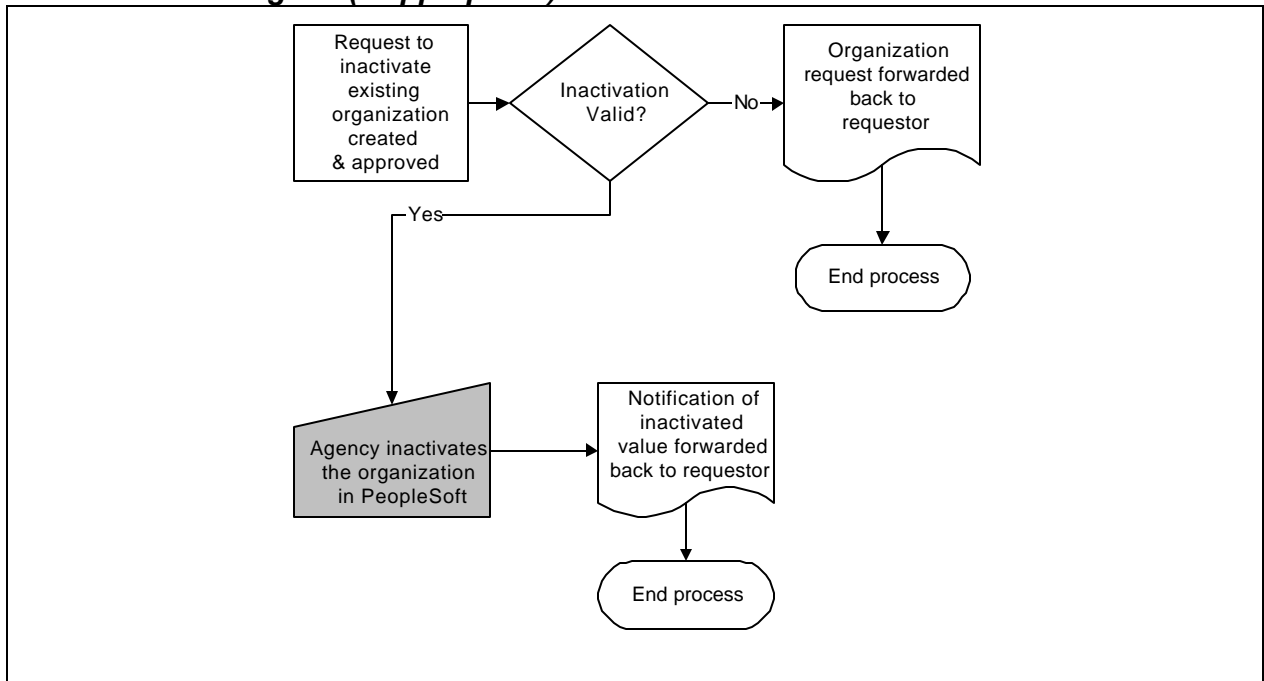 Request to
inactivate
existing
organization
created
& approved
Inactivation
Valid?
No
Organization
request forwarded
back to
requestor
Yes
End process
Agency inactivates
the organization
in PeopleSoft
Notification of
inactivated
value forwarded
back to requestor
End process